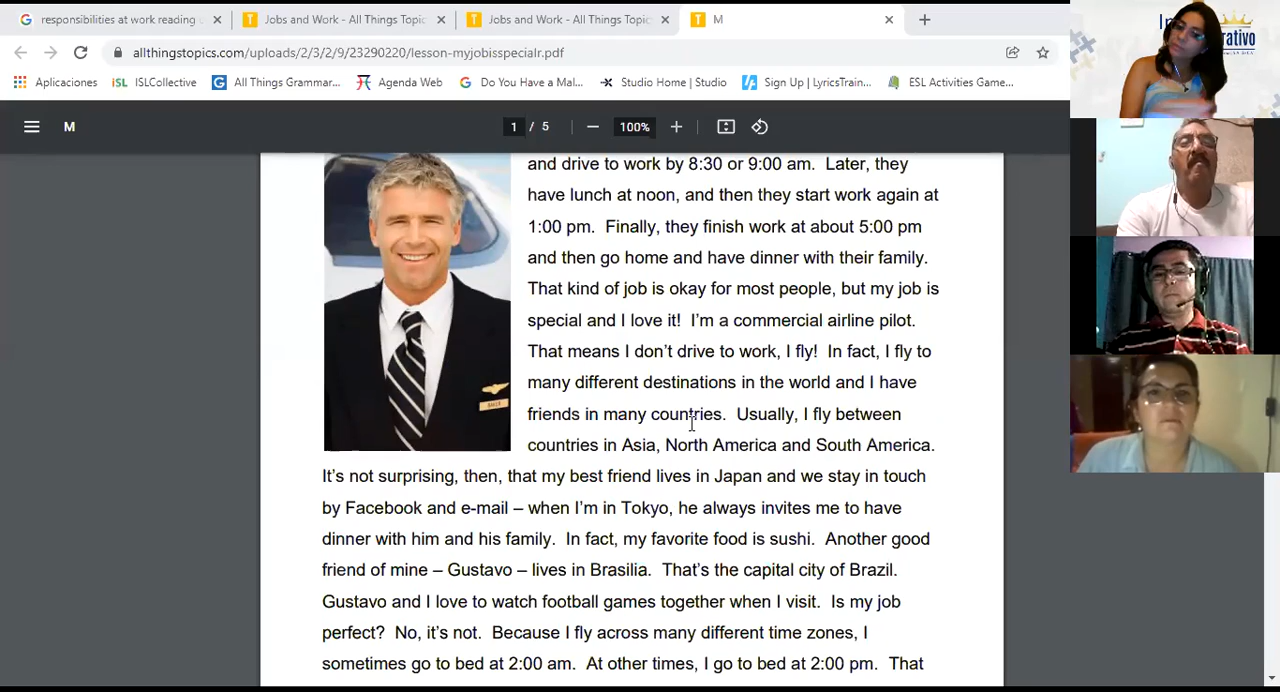 responsibilities at work reading
Jobs and Work - All Things Topic
Jobs and Work - All Things Topic
M
allthingstopics.com/uploads/2/3/2/9/23290220/lesson-myjobisspecialr.pdf
Aplicaciones
ISL ISLCollective
All Things Grammar...
Agenda Web
Do You Have a Mal...
Studio Home | Studio
Sign Up | LyricsTrain...
ESL Activities Game...
M
1 / 5
100%
and drive to work by 8:30 or 9:00 am. Later, they
have lunch at noon, and then they start work again at
1:00 pm. Finally, they finish work at about 5:00 pm
and then go home and have dinner with their family.
That kind of job is okay for most people, but my job is
special and I love it! I’m a commercial airline pilot.
That means I don’t drive to work, I fly! In fact, I fly to
many different destinations in the world and I have
friends in many countries. Usually, I fly between
countries in Asia, North America and South America.
It’s not surprising, then, that my best friend lives in Japan and we stay in touch
by Facebook and e-mail – when I’m in Tokyo, he always invites me to have
dinner with him and his family. In fact, my favorite food is sushi. Another good
friend of mine – Gustavo – lives in Brasilia. That’s the capital city of Brazil.
Gustavo and I love to watch football games together when I visit. Is my job
perfect? No, it’s not. Because I fly across many different time zones, I
sometimes go to bed at 2:00 am. At other times, I go to bed at 2:00 pm. That